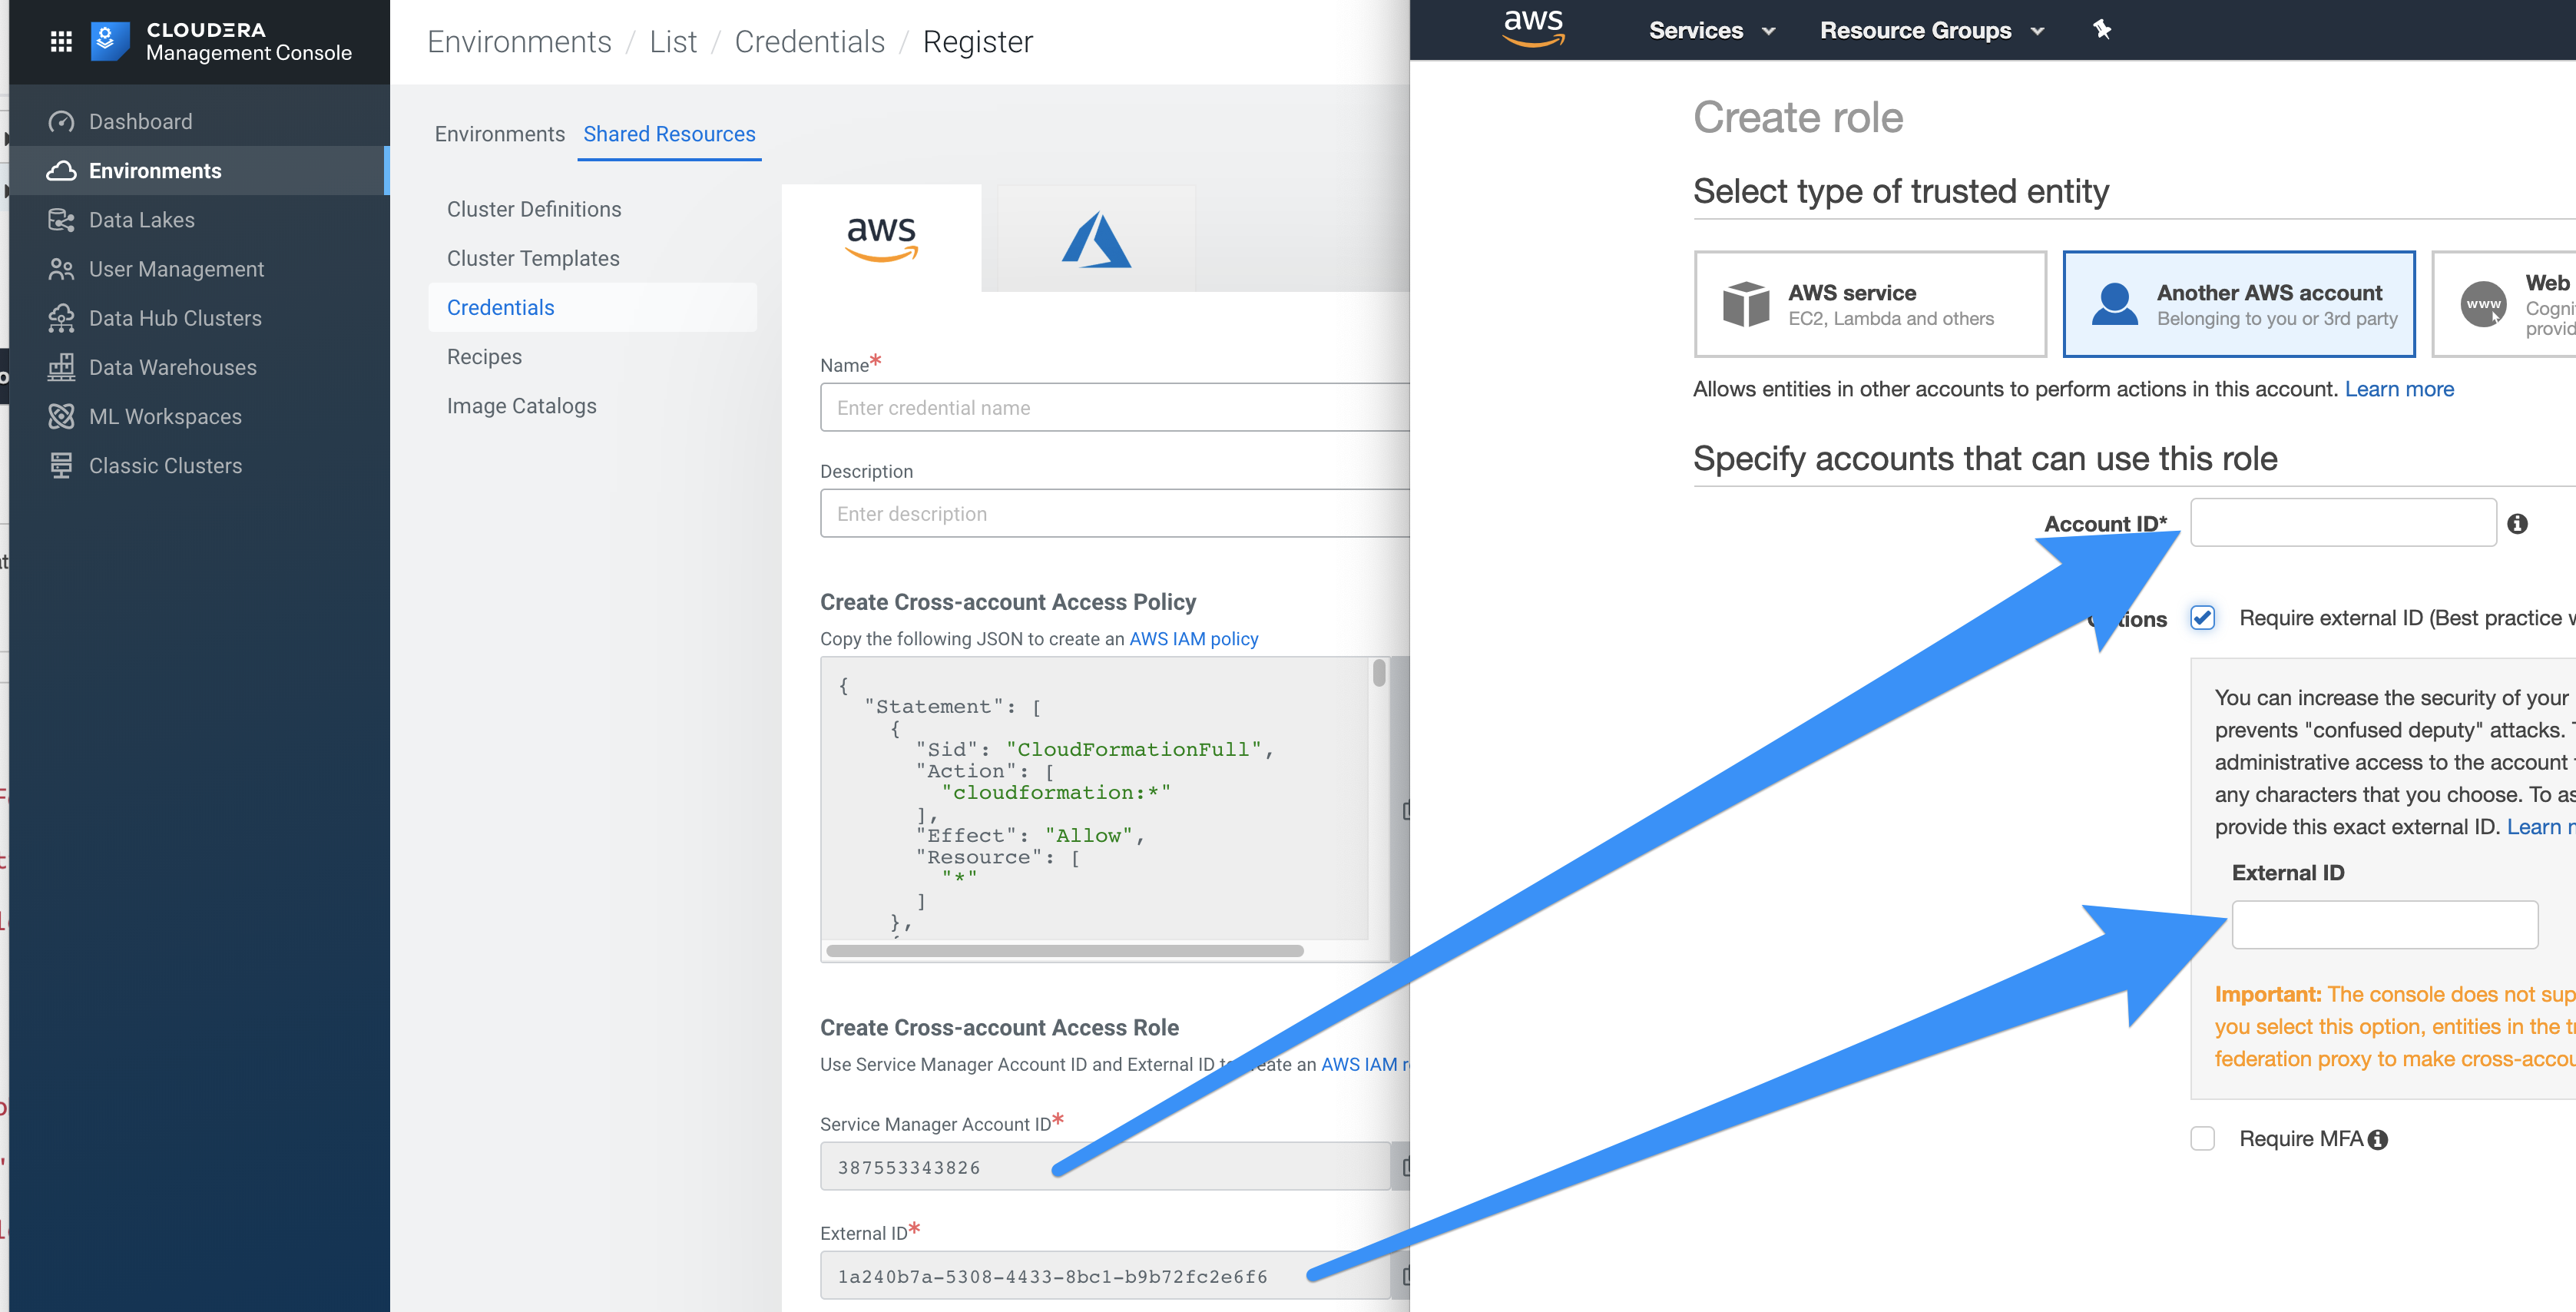 CLOUDERA
Management Console
Dashboard
Environments
Data Lakes
User Management
Data Hub Clusters
Data Warehouses
ML Workspaces
Classic Clusters
Environments / List / Credentials / Register
Environments Shared Resources
Cluster Definitions
Cluster Templates
Credentials
Recipes
Image Catalogs
aws
Name*
Enter credential name
Description
Enter description
Create Cross-account Access Policy
Copy the following JSON to create an AWS IAM policy
{
"Statement": [
{
"Sid": "CloudFormationFull",
"Action": [
"cloudformation:*"
],
"Effect": "Allow",
"Resource": [
"*"
]
},
Create Cross-account Access Role
Use Service Manager Account ID and External ID to create an AWS IAM
Service Manager Account ID*
387553343826
External ID*
1a240b7a-5308-4433-8bc1-b9b72fc2e6f6
aws Services Resource Groups
Create role
Select type of trusted entity
AWS service
EC2, Lambda and others
Another AWS account
Belonging to you or 3rd party
www
Web
Allows entities in other accounts to perform actions in this account. Learn more
Specify accounts that can use this role
Account ID*
Options Require external ID (Best practice
You can increase the security of your
prevents "confused deputy" attacks.
administrative access to the account
any characters that you choose. To
provide this exact external ID. Learn
External ID
Important: The console does not
you select this option, entities in the
federation proxy to make
Require MFA